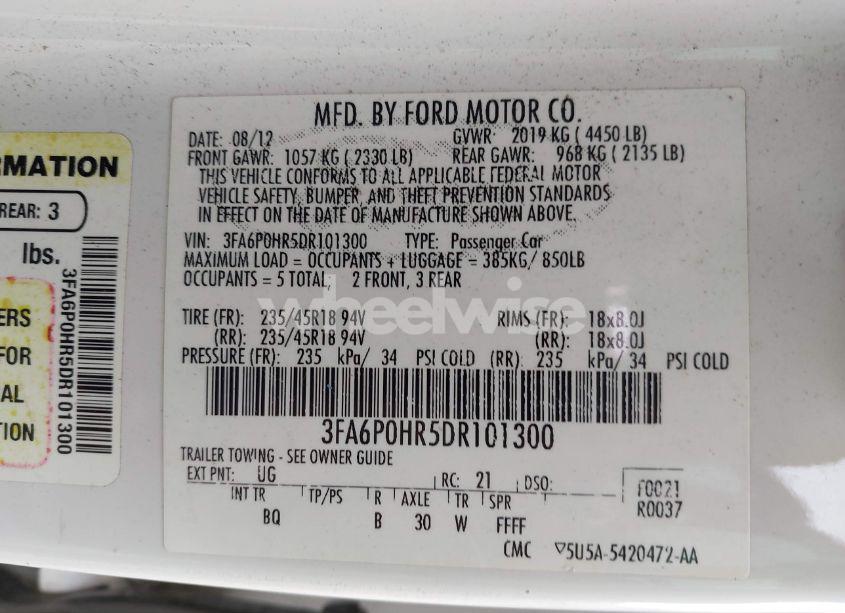 RMATION
REAR: 3
lbs.
ERS
FOR
AL
TION
3FA6P0HR5DR101300
MFD. BY FORD MOTOR CO.
DATE: 08/12 GVWR: 2019 KG ( 4450 LB)
FRONT GAWR: 1057 KG ( 2330 LB) REAR GAWR: 968 KG ( 2135 LB)
THIS VEHICLE CONFORMS TO ALL APPLICABLE FEDERAL MOTOR
VEHICLE SAFETY, BUMPER, AND THEFT PREVENTION STANDARDS
IN EFFECT ON THE DATE OF MANUFACTURE SHOWN ABOVE.
VIN: 3FA6P0HR5DR101300 TYPE: Passenger Car
MAXIMUM LOAD = OCCUPANTS + LUGGAGE = 385KG/ 850LB
OCCUPANTS = 5 TOTAL, 2 FRONT, 3 REAR
wheelwise
TIRE (FR): 235/45R18 94V RIMS (FR): 18x8.0J
(RR): 235/45R18 94V (RR): 18x8.0J
PRESSURE (FR): 235 kPa/ 34 PSI COLD (RR): 235 kPa/ 34 PSI COLD
3FA6P0HR5DR101300
TRAILER TOWING - SEE OWNER GUIDE
EXT PNT: UG RC: 21 DSO: F0021
R0037
INT TR TP/PS R AXLE TR SPR
BQ B 30 W FFFF
CMC ▽5U5A-5420472-AA